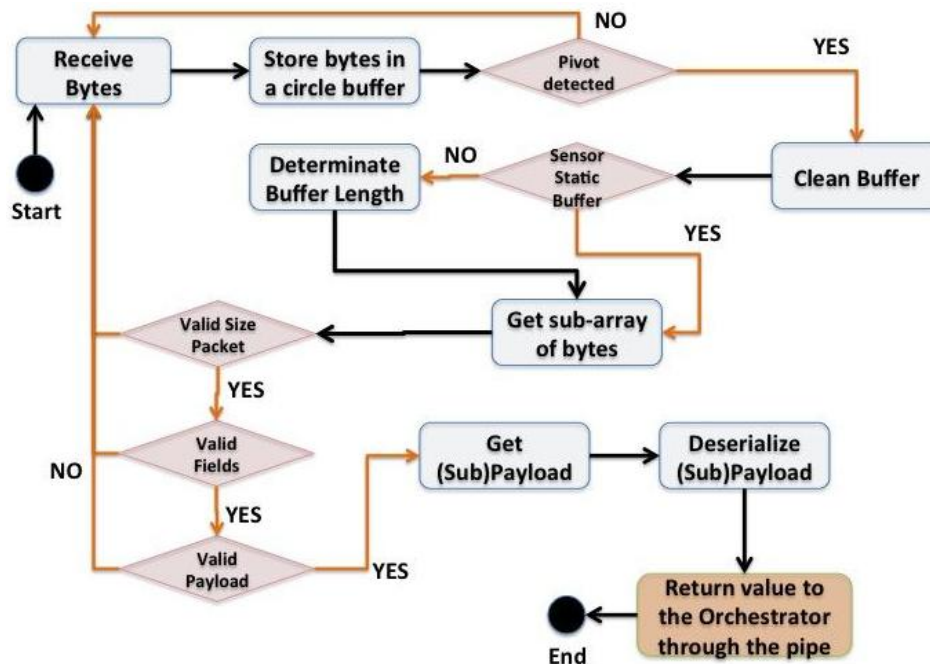 NO
Receive
Bytes
Store bytes in
a circle buffer
Pivot
detected
YES
Start
Determinate
Buffer Length
NO
Sensor
Static
Buffer
Clean Buffer
YES
Valid Size
Packet
Get sub-array
of bytes
YES
Valid
Fields
NO
YES
Get
(Sub)Payload
Deserialize
(Sub)Payload
Valid
Payload
YES
Return value to
the Orchestrator
through the pipe
End